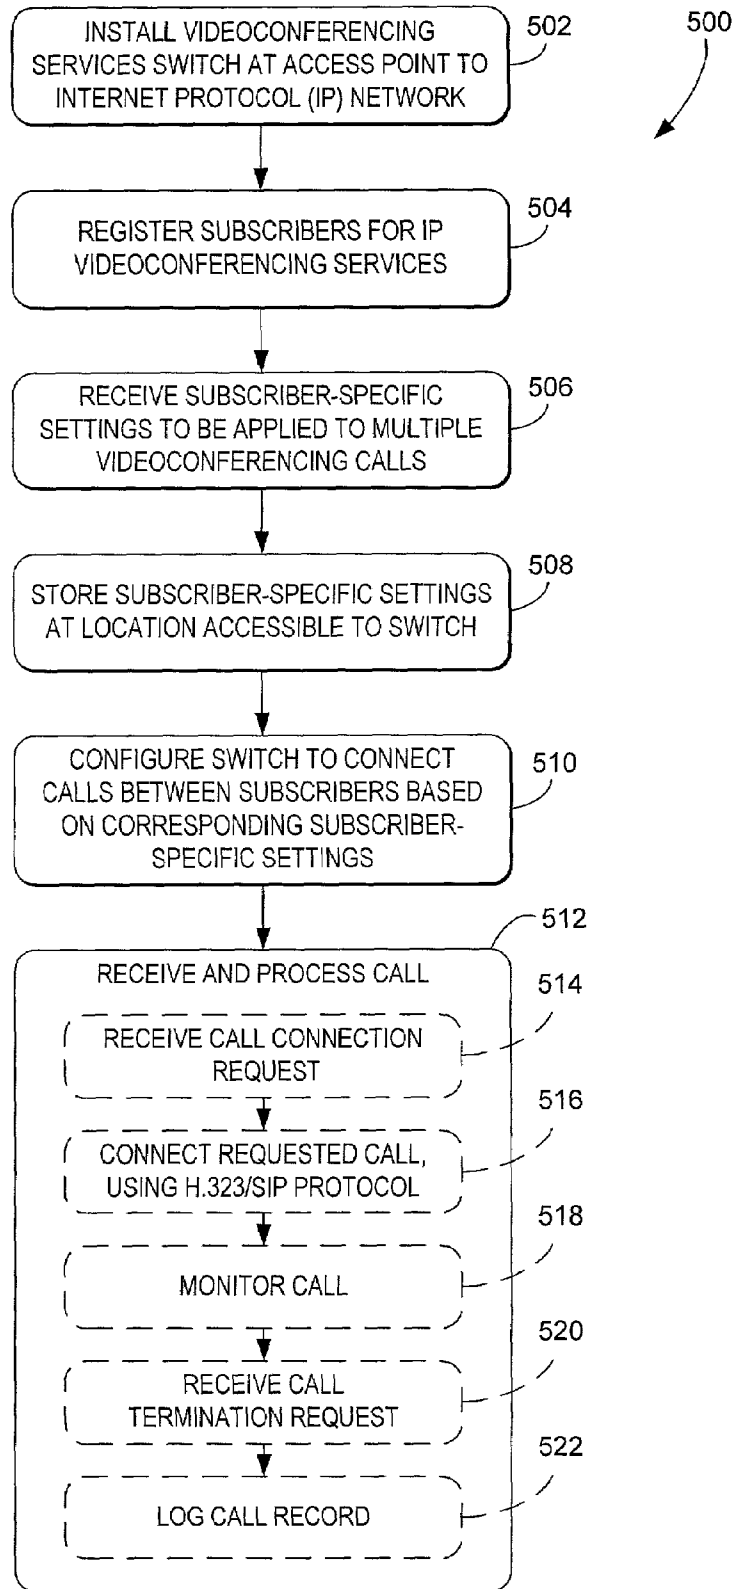 500
INSTALL VIDEOCONFERENCING
SERVICES SWITCH AT ACCESS POINT TO
INTERNET PROTOCOL (IP) NETWORK
502
REGISTER SUBSCRIBERS FOR IP
VIDEOCONFERENCING SERVICES
504
RECEIVE SUBSCRIBER-SPECIFIC
SETTINGS TO BE APPLIED TO MULTIPLE
VIDEOCONFERENCING CALLS
506
STORE SUBSCRIBER-SPECIFIC SETTINGS
AT LOCATION ACCESSIBLE TO SWITCH
508
CONFIGURE SWITCH TO CONNECT
CALLS BETWEEN SUBSCRIBERS BASED
ON CORRESPONDING SUBSCRIBER-
SPECIFIC SETTINGS
510
512
RECEIVE AND PROCESS CALL
RECEIVE CALL CONNECTION
REQUEST
514
CONNECT REQUESTED CALL,
USING H.323/SIP PROTOCOL
516
MONITOR CALL
518
RECEIVE CALL
TERMINATION REQUEST
520
LOG CALL RECORD
522